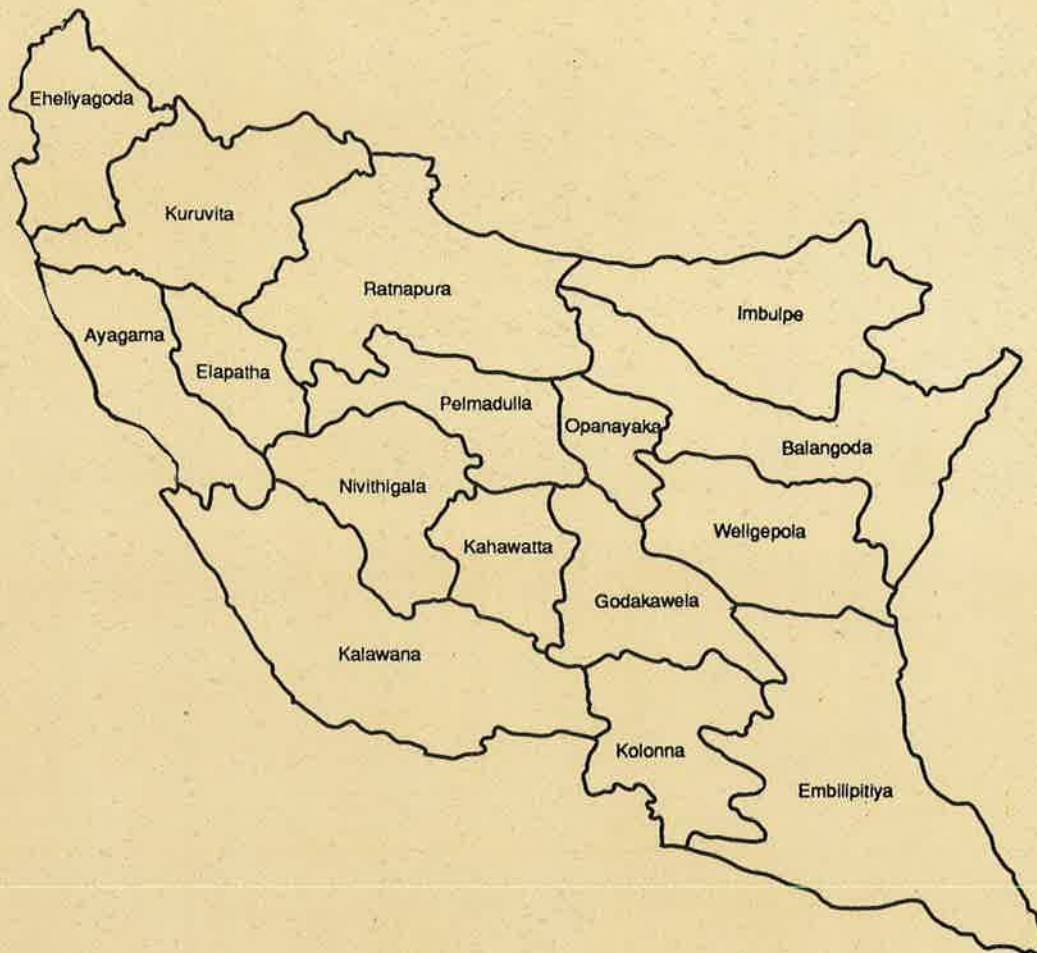 Eheliyagoda
Kuruvita
Ratnapura
Imbulpe
Ayagama
Elapatha
Pelmadulla
Opanayaka
Balangoda
Nivithigala
Weligepola
Kahawatta
Godakawela
Kalawana
Kolonna
Embilipitiya